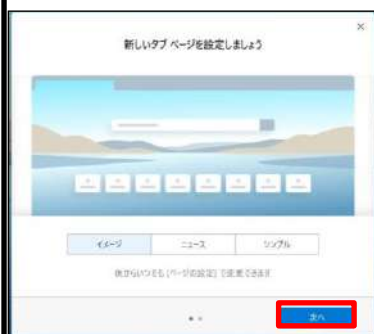 新しいタブ ページを設定しましょう
イメージ
ニュース
シンプル
後からいつでも [ページの設定] で変更できます
次へ